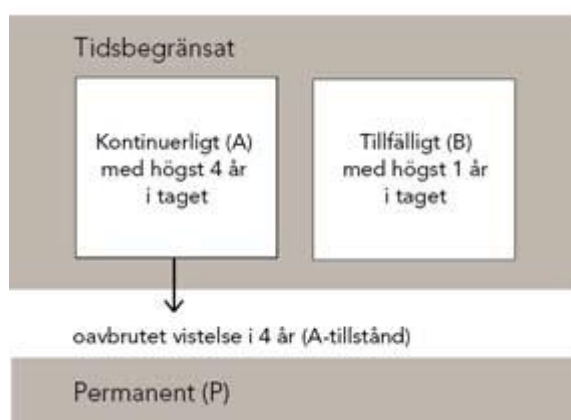 Tidsbegränsat
Kontinuerligt (A)
med högst 4 år
i taget
Tillfälligt (B)
med högst 1 år
i taget
oavbrutet vistelse i 4 år (A-tillstånd)
Permanent (P)